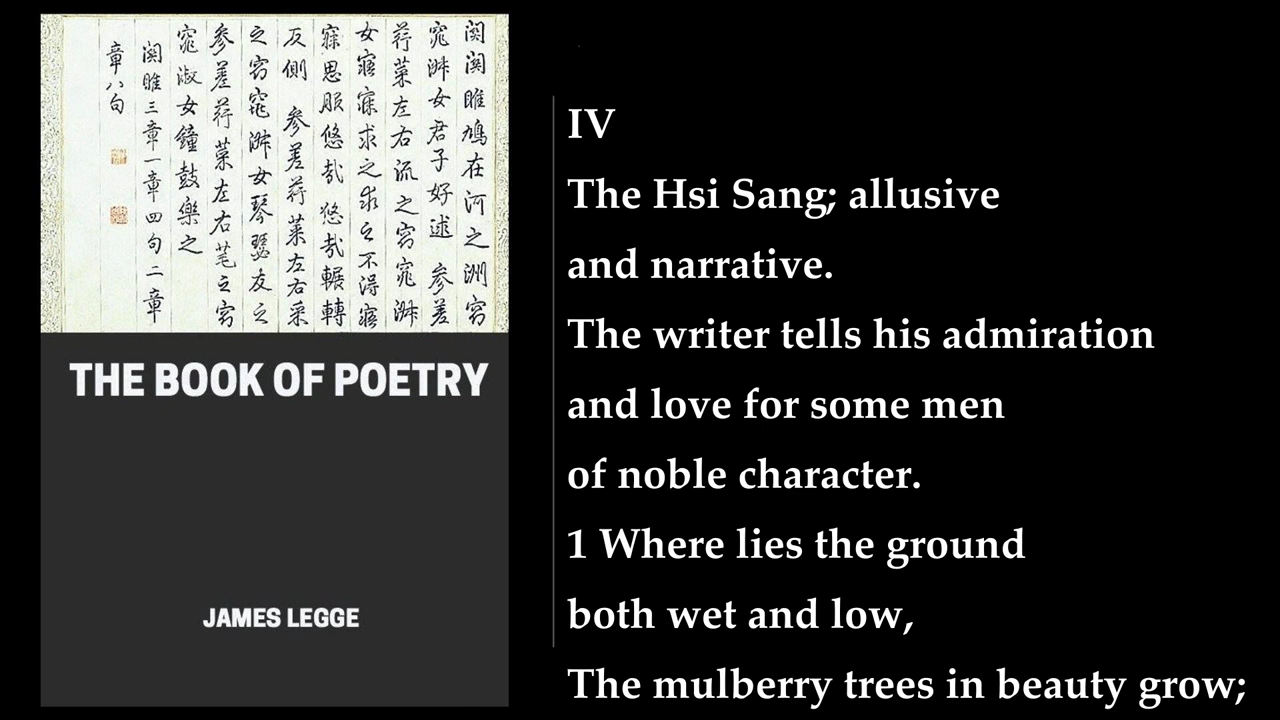 関関雎鳩在河之洲窈
窕淑女君子好逑 参差
荇菜左右流之窈窕淑
女寤寐求之求之不得寤
寐思服悠哉悠哉輾轉
反側 参差荇菜左右采
之窈窕淑女琴瑟友之
参差荇菜左右芼之窈
窕淑女鐘鼓樂之
関雎三章一章四句二章
章八句
THE BOOK OF POETRY
JAMES LEGGE
IV
The Hsi Sang; allusive
and narrative.
The writer tells his admiration
and love for some men
of noble character.
1 Where lies the ground
both wet and low,
The mulberry trees in beauty grow;